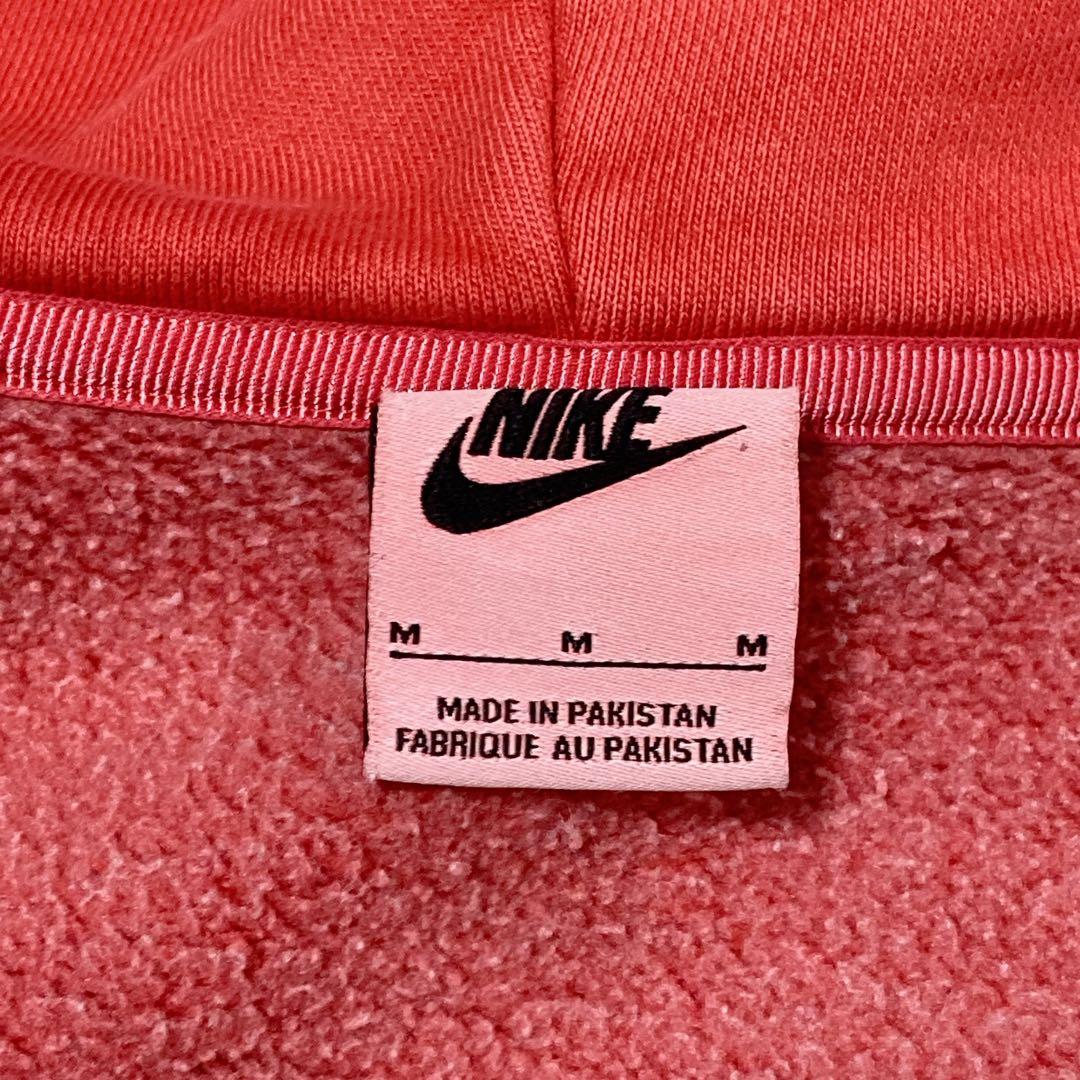 NIKE
M M M
MADE IN PAKISTAN
FABRIQUE AU PAKISTAN